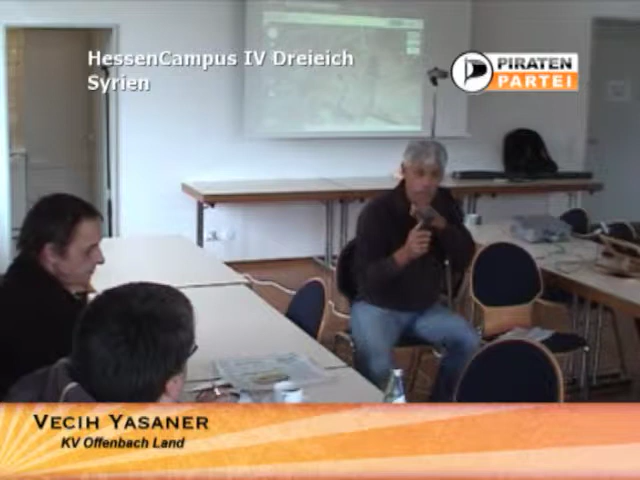 HessenCampus IV Dreieich
Syrien
PIRATEN
PARTEI
VECIH YASANER
KV Offenbach Land